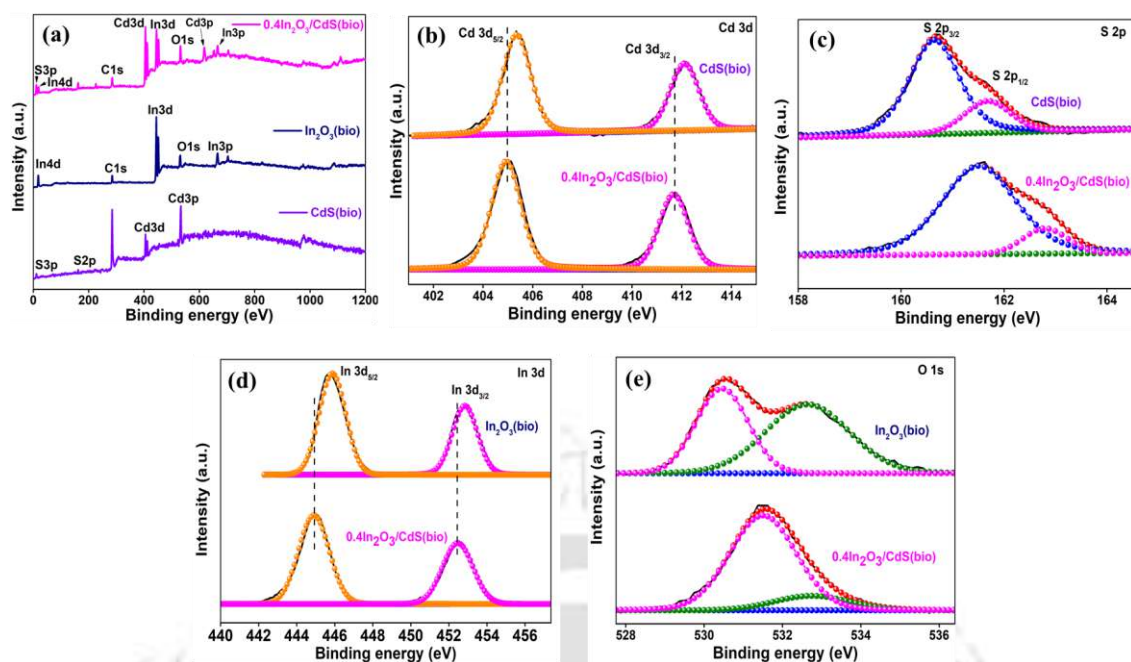 (a)
Cd3d
In3d
0.4In₂O₃/CdS(bio)
O1s
Cd3p
In3p
S3p
In4d
C1s
In3d
In₂O₃(bio)
In4d
C1s
O1s
In3p
Cd3p
CdS(bio)
Cd3d
S3p
S2p
Intensity (a.u.)
0 200 400 600 800 1000 1200
Binding energy (eV)
(b)
Cd 3d₅/₂
Cd 3d
Cd 3d₃/₂
CdS(bio)
0.4In₂O₃/CdS(bio)
Intensity (a.u.)
402 404 406 408 410 412 414
Binding energy (eV)
(c)
S 2p₃/₂
S 2p
S 2p₁/₂
CdS(bio)
0.4In₂O₃/CdS(bio)
Intensity (a.u.)
158 160 162 164
Binding energy (eV)
(d)
In 3d₅/₂
In 3d
In 3d₃/₂
In₂O₃(bio)
0.4In₂O₃/CdS(bio)
Intensity (a.u.)
440 442 444 446 448 450 452 454 456
Binding energy (eV)
(e)
O 1s
In₂O₃(bio)
0.4In₂O₃/CdS(bio)
Intensity (a.u.)
528 530 532 534 536
Binding energy (eV)